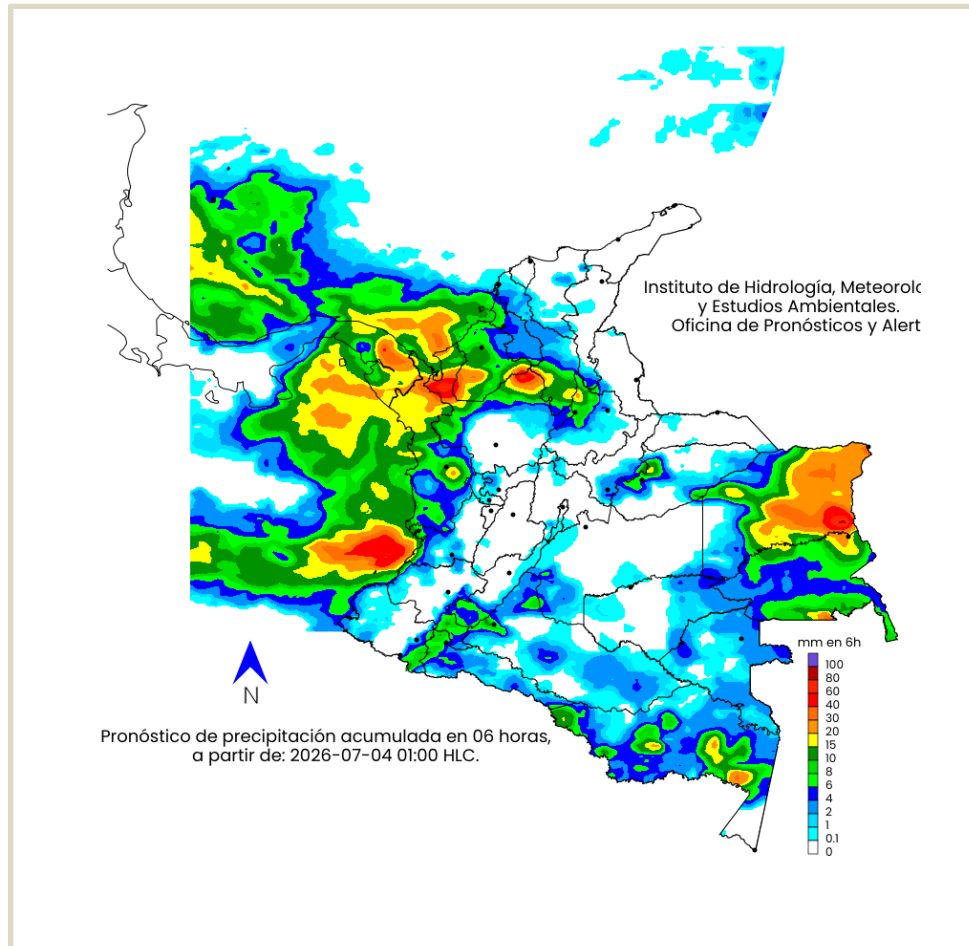 Instituto de Hidrología, Meteorolo
y Estudios Ambientales.
Oficina de Pronósticos y Alert
N
Pronóstico de precipitación acumulada en 06 horas,
a partir de: 2026-07-04 01:00 HLC.
mm en 6h
100
80
60
40
20
15
10
8
6
4
2
1
0.1
0